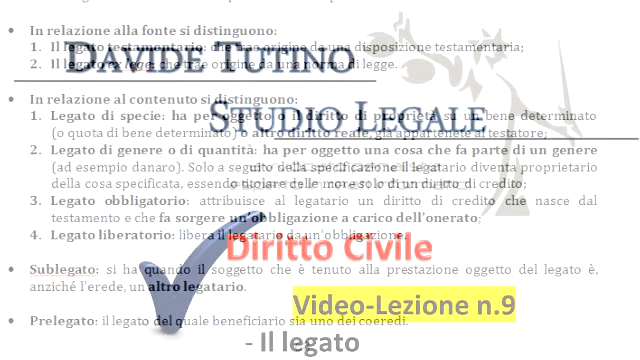 • In relazione alla fonte si distinguono:
1. Il legato testamentario: che trae origine da una disposizione testamentaria;
2. Il legato ex lege: che trae origine da una norma di legge.
DAVIDE TUTINO
• In relazione al contenuto si distinguono:
1. Legato di specie: ha per oggetto o il diritto di proprietà su un bene determinato
(o quota di bene determinato) o altro diritto reale, già appartenente al testatore;
STUDIO LEGALE
2. Legato di genere o di quantità: ha per oggetto una cosa che fa parte di un genere
(ad esempio danaro). Solo a seguito della specificazione il legatario diventa proprietario
della cosa specificata, essendo titolare delle more solo di un diritto di credito;
3. Legato obbligatorio: attribuisce al legatario un diritto di credito che nasce dal
testamento e che fa sorgere un'obbligazione a carico dell'onerato;
4. Legato liberatorio: libera il legatario da un'obbligazione.
Diritto Civile
• Sublegato: si ha quando il soggetto che è tenuto alla prestazione oggetto del legato è,
anziché l'erede, un altro legatario.
Video-Lezione n.9
• Prelegato: il legato del quale beneficiario sia uno dei coeredi.
- Il legato